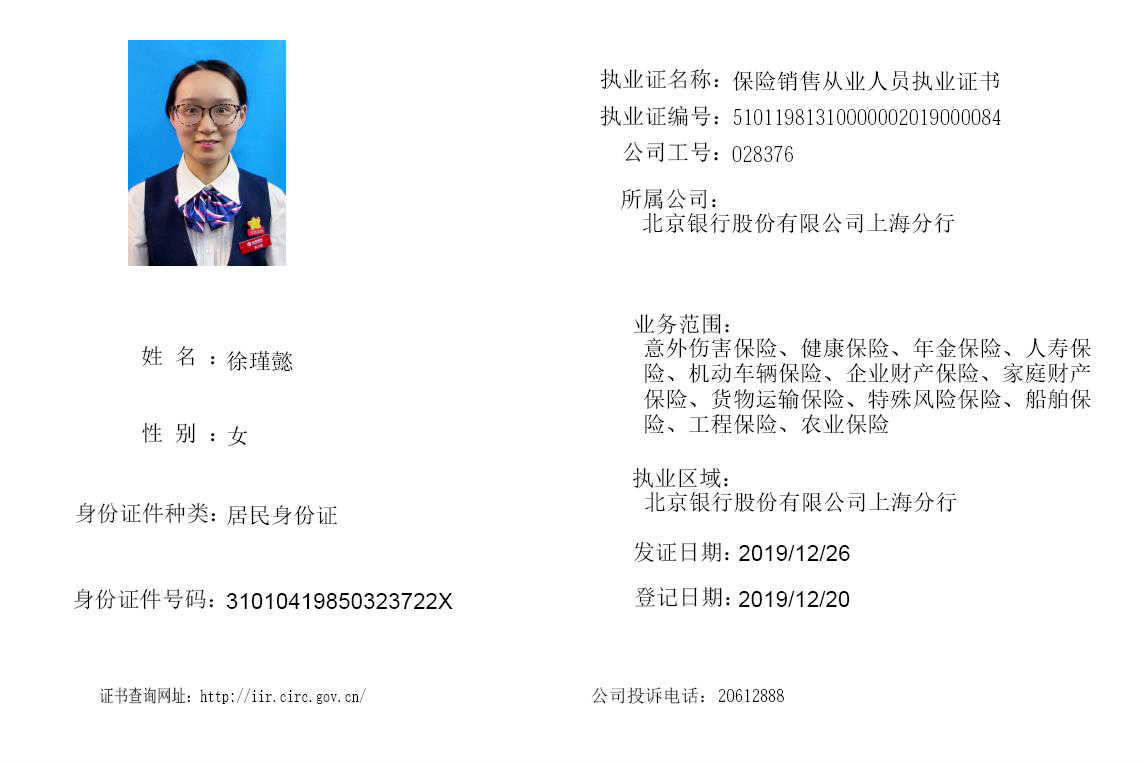 姓 名 ：徐瑾懿
性 别 ：女
身份证件种类：居民身份证
身份证件号码：31010419850323722X
证书查询网址：http://iir.circ.gov.cn/
执业证名称：保险销售从业人员执业证书
执业证编号：51011981310000002019000084
公司工号：028376
所属公司：
北京银行股份有限公司上海分行
业务范围：
意外伤害保险、健康保险、年金保险、人寿保
险、机动车辆保险、企业财产保险、家庭财产
保险、货物运输保险、特殊风险保险、船舶保
险、工程保险、农业保险
执业区域：
北京银行股份有限公司上海分行
发证日期：2019/12/26
登记日期：2019/12/20
公司投诉电话：20612888